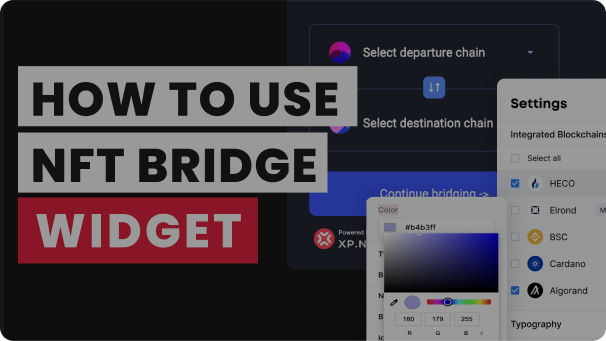 HOW TO USE
NFT BRIDGE
WIDGET
Select departure chain
Select destination chain
Continue bridging ->
Powered
XP.N
Settings
Integrated Blockchains
Select all
HECO
Elrond
M
BSC
Cardano
Algorand
Typography
Color
#b4b3ff
180 179 255
R G B